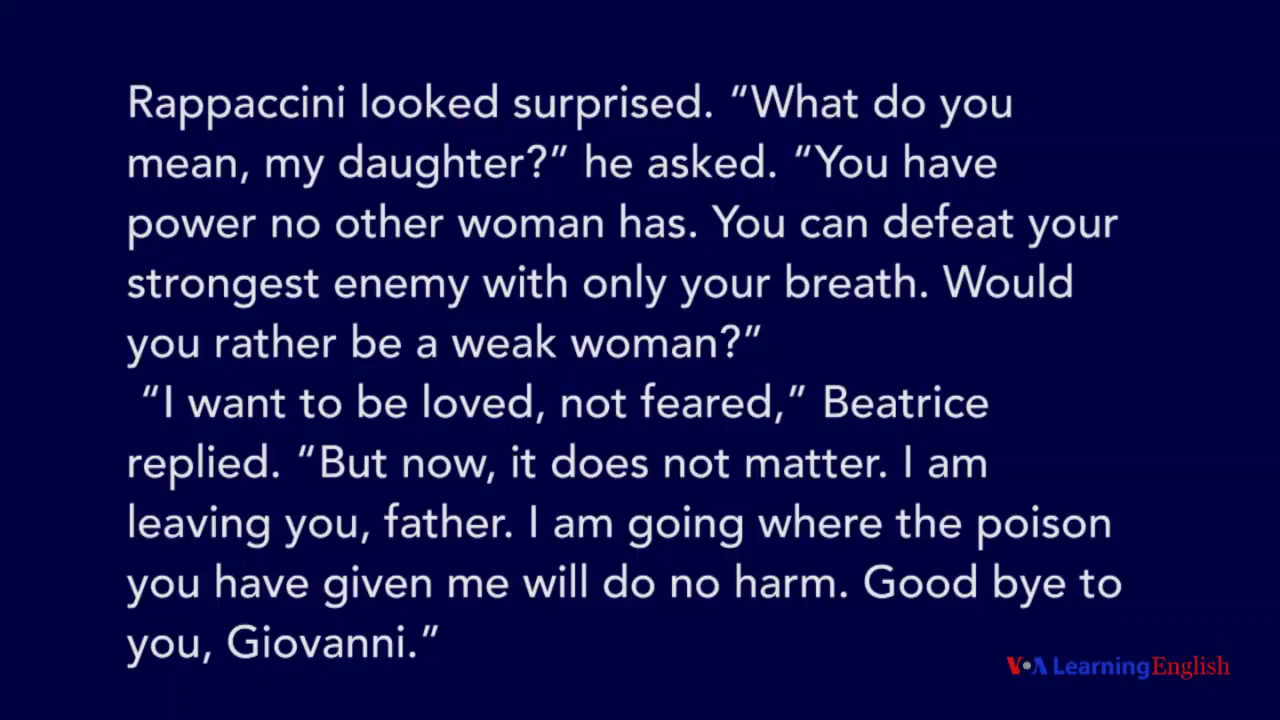 Rappaccini looked surprised. “What do you
mean, my daughter?” he asked. “You have
power no other woman has. You can defeat your
strongest enemy with only your breath. Would
you rather be a weak woman?”
“I want to be loved, not feared,” Beatrice
replied. “But now, it does not matter. I am
leaving you, father. I am going where the poison
you have given me will do no harm. Good bye to
you, Giovanni.”
VOA Learning English